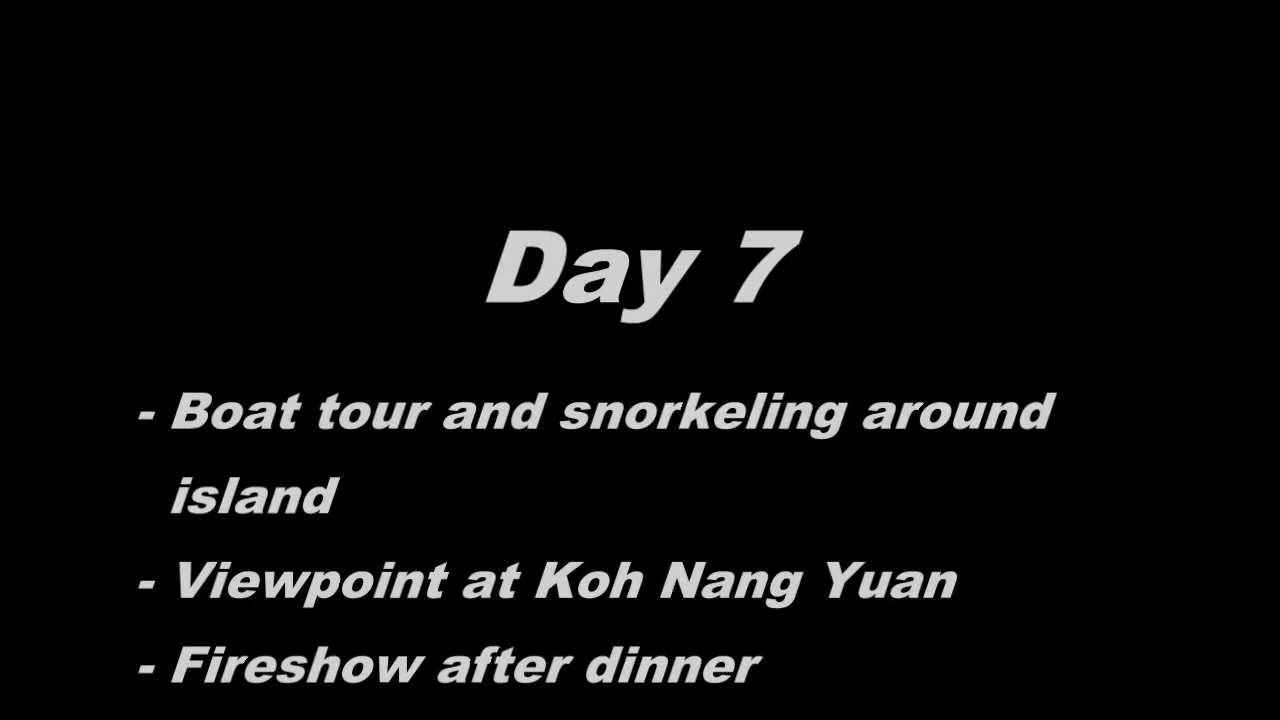 Day 7
- Boat tour and snorkeling around
island
- Viewpoint at Koh Nang Yuan
- Fireshow after dinner